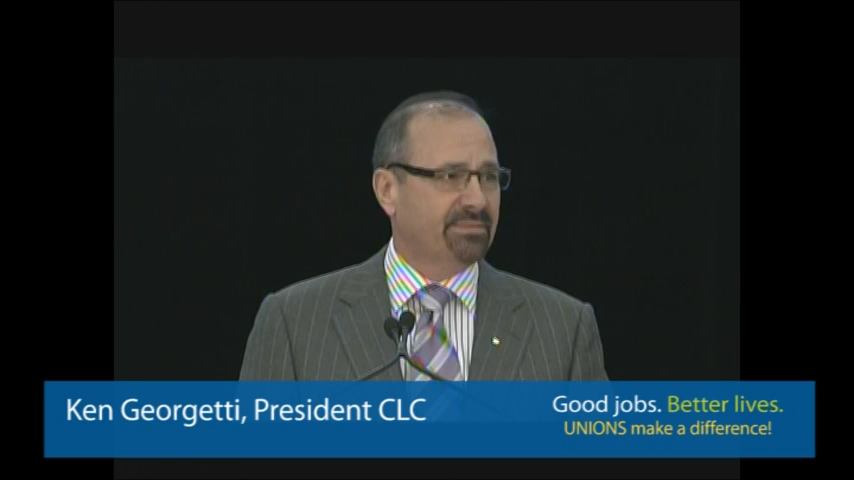 Ken Georgetti, President CLC
Good jobs. Better lives.
UNIONS make a difference!